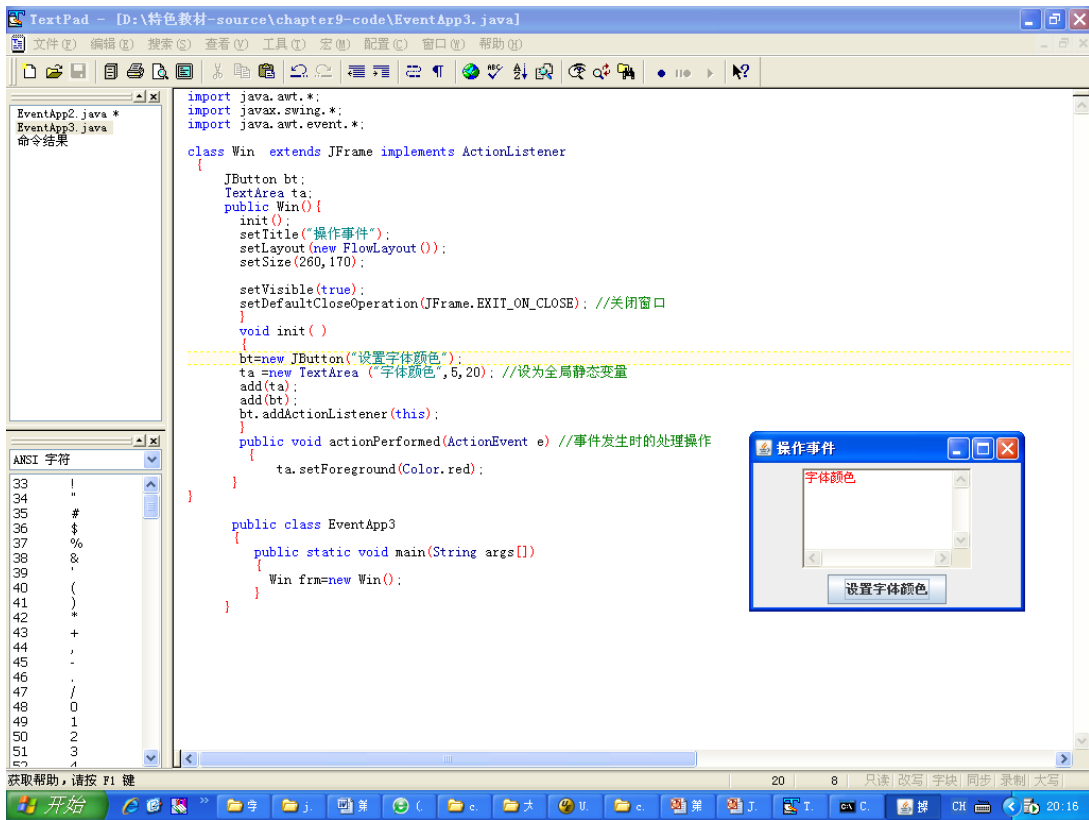 TextPad - [D:\特色教材-source\chapter9-code\EventApp3.java]
文件(F) 编辑(E) 搜索(S) 查看(V) 工具(T) 宏(M) 配置(C) 窗口(W) 帮助(H)
EventApp2.java *
EventApp3.java
命令结果
import java.awt.*;
import javax.swing.*;
import java.awt.event.*;
class Win  extends JFrame implements ActionListener
{
JButton bt;
TextArea ta;
public Win(){
init();
setTitle("操作事件");
setLayout(new FlowLayout());
setSize(260,170);
setVisible(true);
setDefaultCloseOperation(JFrame.EXIT_ON_CLOSE); //关闭窗口
}
void init( )
{
bt=new JButton("设置字体颜色");
ta =new TextArea ("字体颜色",5,20); //设为全局静态变量
add(ta);
add(bt);
bt.addActionListener(this);
}
public void actionPerformed(ActionEvent e) //事件发生时的处理操作
{
ta.setForeground(Color.red);
}
}
public class EventApp3
{
public static void main(String args[])
{
Win frm=new Win();
}
}
操作事件
字体颜色
设置字体颜色
ANSI 字符
33 !
34 "
35 #
36 $
37 %
38 &
39 '
40 (
41 )
42 *
43 +
44 ,
45 -
46 .
47 /
48 0
49 1
50 2
51 3
52 4
获取帮助，请按 F1 键
20 8 只读 改写 字块 同步 录制 大写
开始 字 j. 第 ( c. 大 U. c. 第 J. T. C. 操 CH 20:16